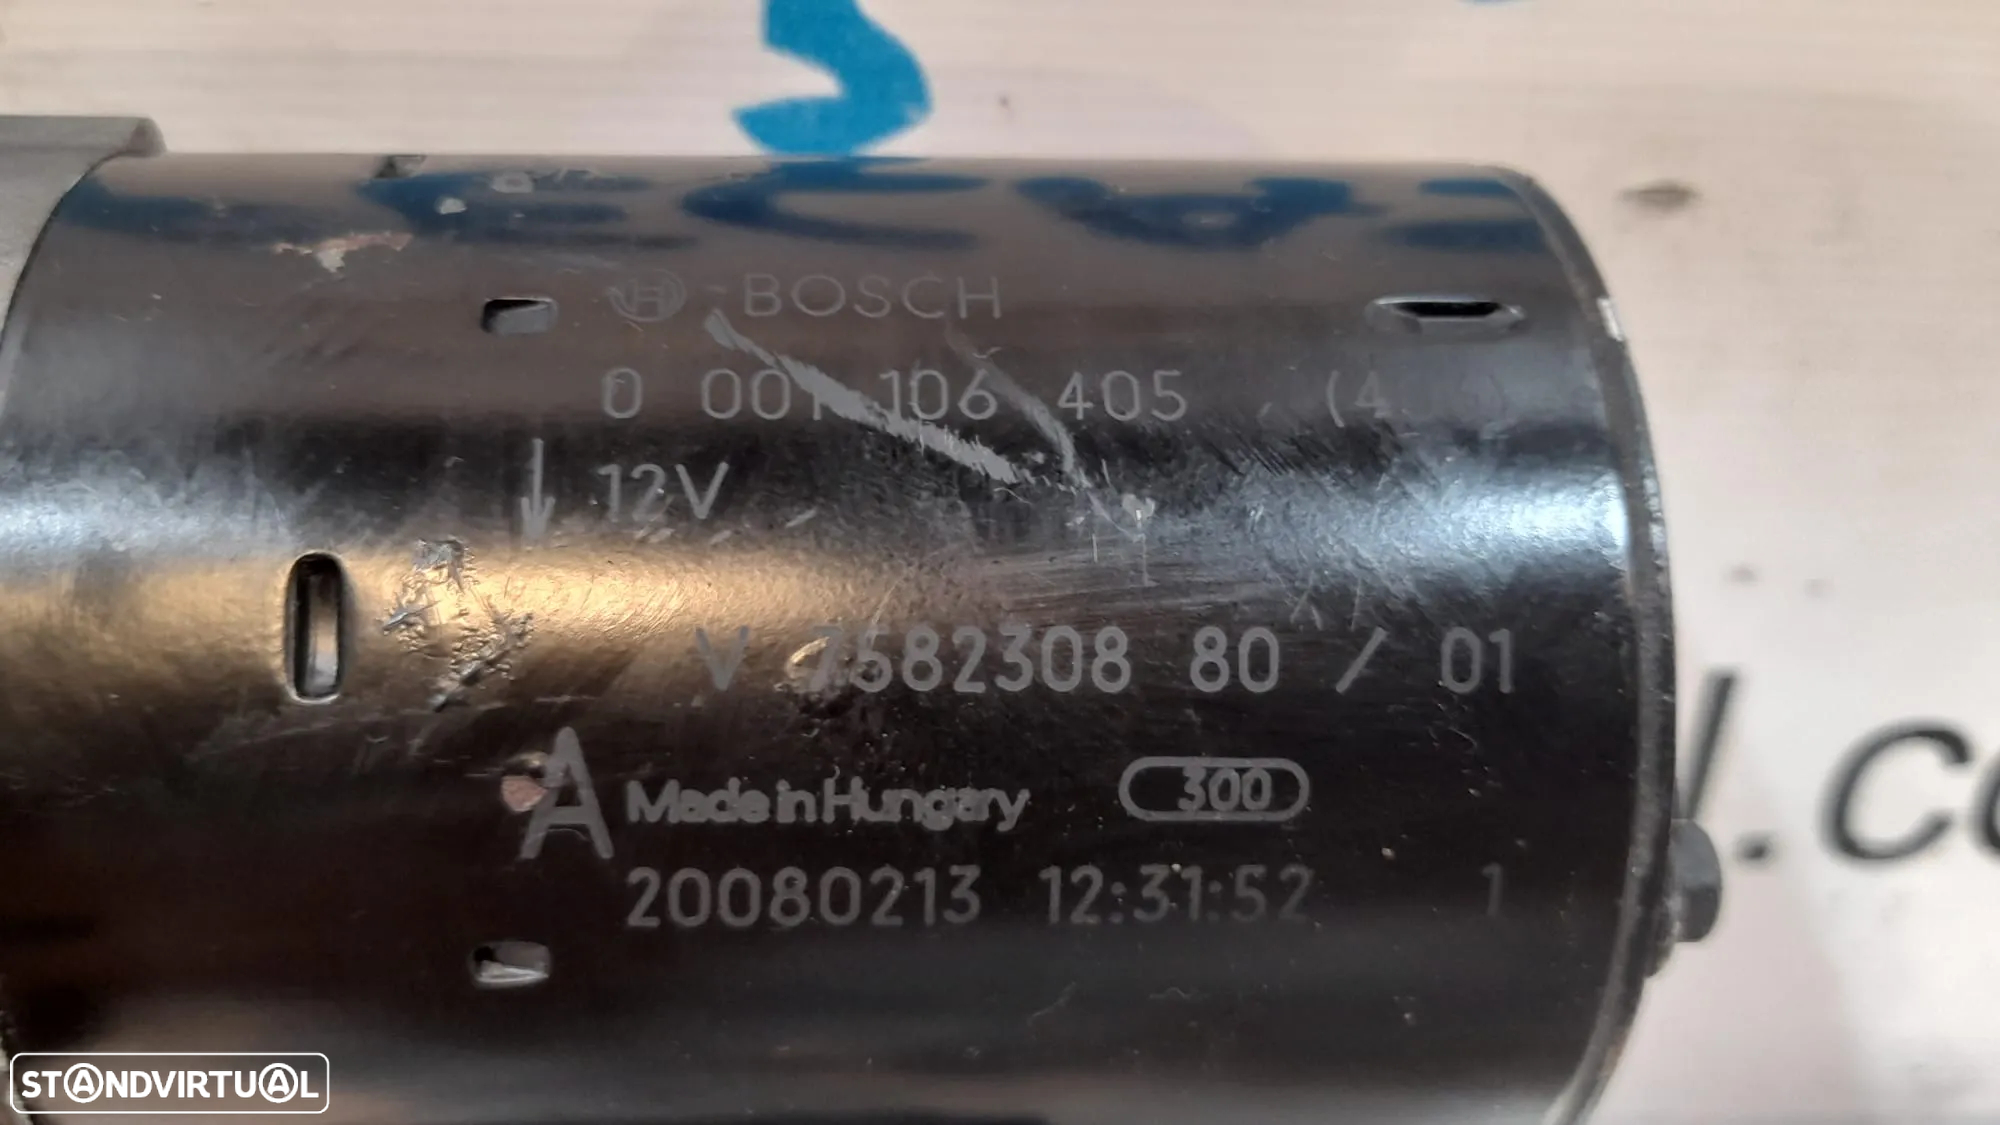 S
BOSCH
0 001 106 405
12V
V 7582308 80 / 01
A Made in Hungary 300
20080213 12:31:52 1
l.co
STANDVIRTUAL